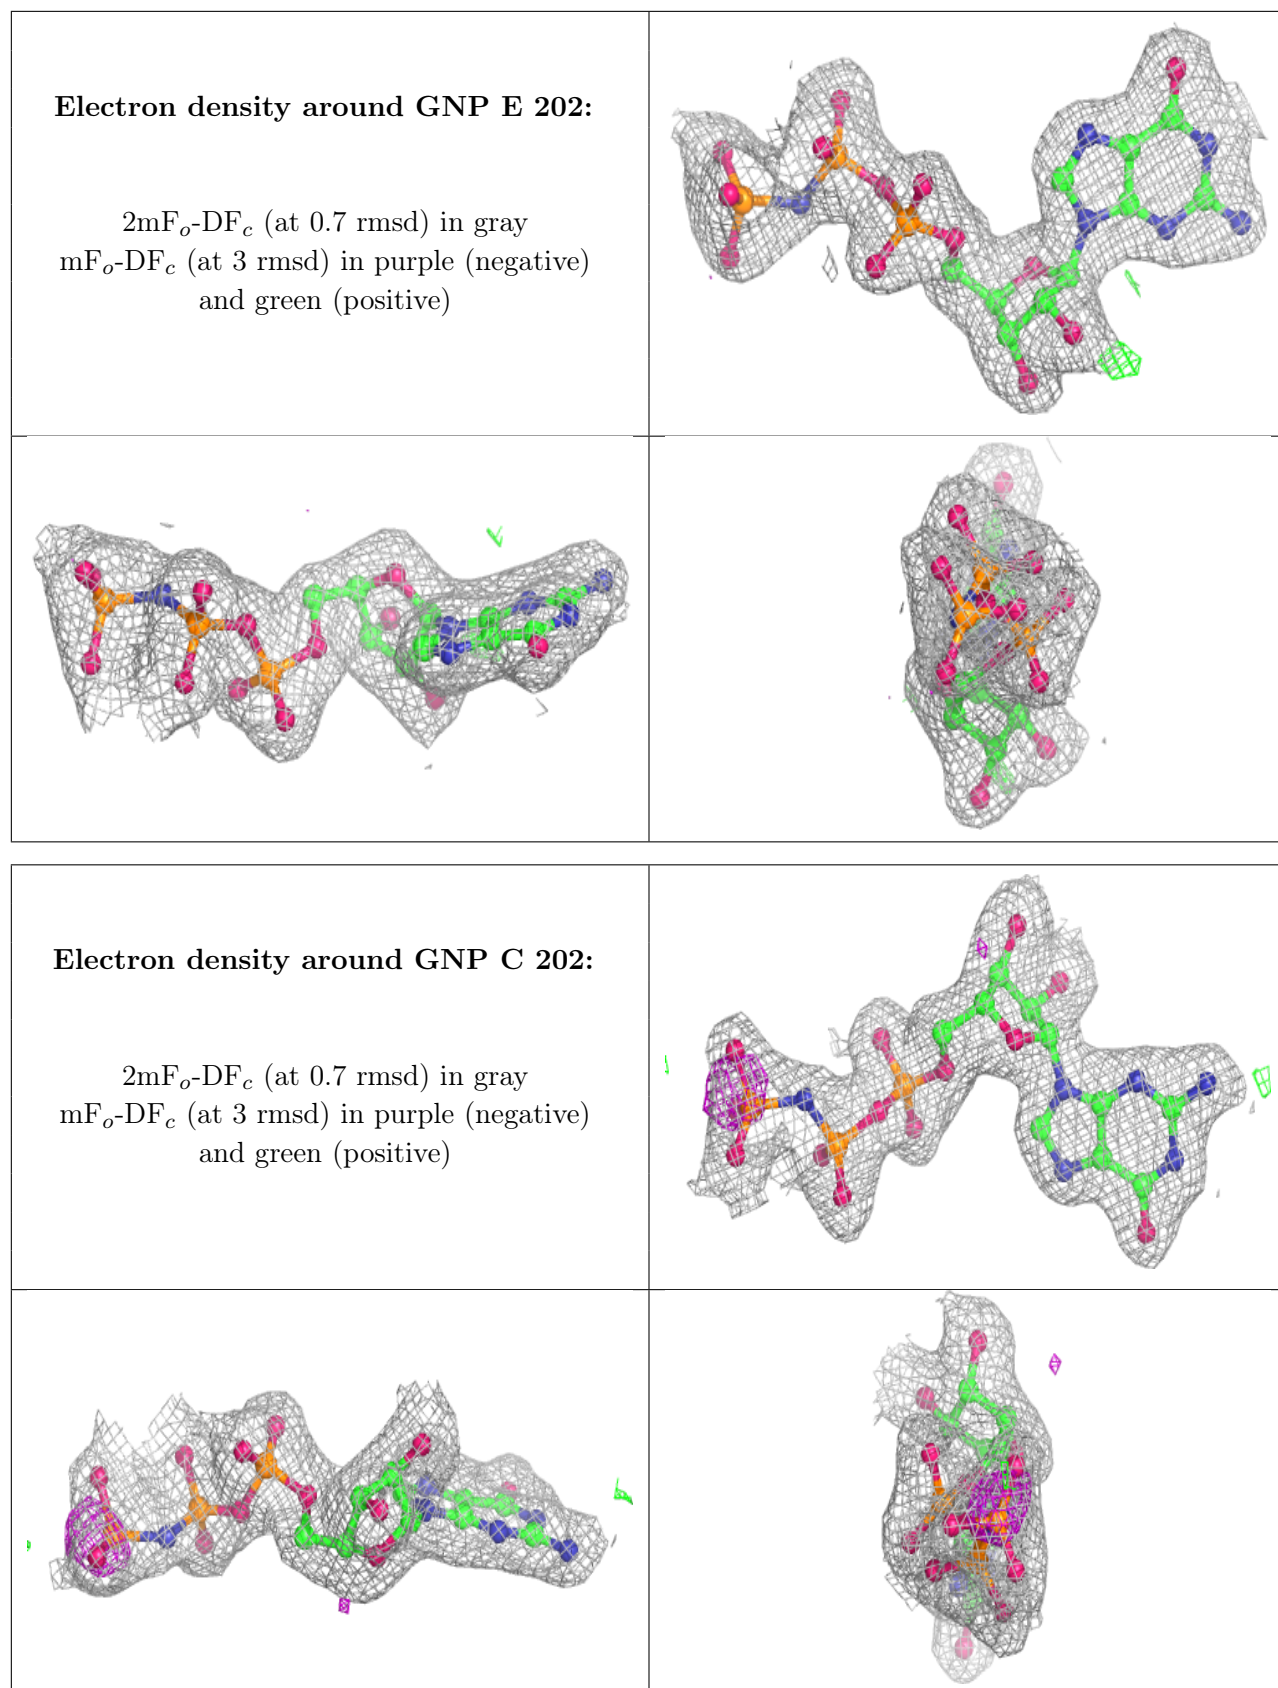 Electron density around GNP E 202:
2mFo-DFc (at 0.7 rmsd) in gray
mFo-DFc (at 3 rmsd) in purple (negative)
and green (positive)
Electron density around GNP C 202:
2mFo-DFc (at 0.7 rmsd) in gray
mFo-DFc (at 3 rmsd) in purple (negative)
and green (positive)